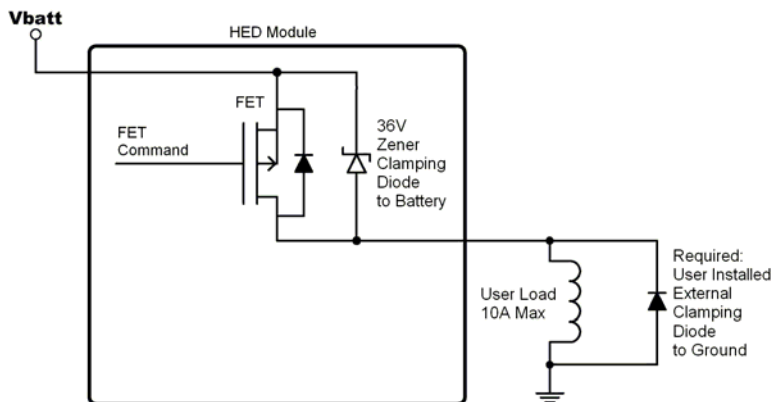 Vbatt
HED Module
FET
FET
Command
36V
Zener
Clamping
Diode
to Battery
User Load
10A Max
Required:
User Installed
External
Clamping
Diode
to Ground